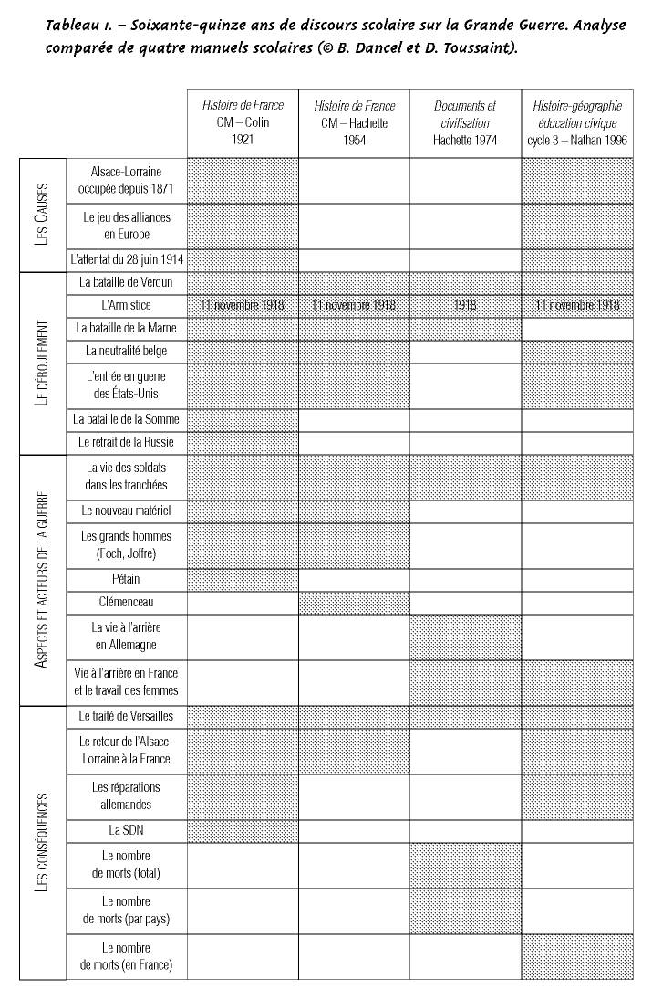 Tableau 1. – Soixante-quinze ans de discours scolaire sur la Grande Guerre. Analyse
comparée de quatre manuels scolaires (© B. Dancel et D. Toussaint).
Histoire de France
CM – Colin
1921
Histoire de France
CM – Hachette
1954
Documents et
civilisation
Hachette 1974
Histoire-géographie
éducation civique
cycle 3 – Nathan 1996
LES CAUSES
Alsace-Lorraine
occupée depuis 1871
Le jeu des alliances
en Europe
L'attentat du 28 juin 1914
LE DÉROULEMENT
La bataille de Verdun
L'Armistice
11 novembre 1918
11 novembre 1918
1918
11 novembre 1918
La bataille de la Marne
La neutralité belge
L'entrée en guerre
des États-Unis
La bataille de la Somme
Le retrait de la Russie
ASPECTS ET ACTEURS DE LA GUERRE
La vie des soldats
dans les tranchées
Le nouveau matériel
Les grands hommes
(Foch, Joffre)
Pétain
Clémenceau
La vie à l'arrière
en Allemagne
Vie à l'arrière en France
et le travail des femmes
LES CONSÉQUENCES
Le traité de Versailles
Le retour de l'Alsace-
Lorraine à la France
Les réparations
allemandes
La SDN
Le nombre
de morts (total)
Le nombre
de morts (par pays)
Le nombre
de morts (en France)